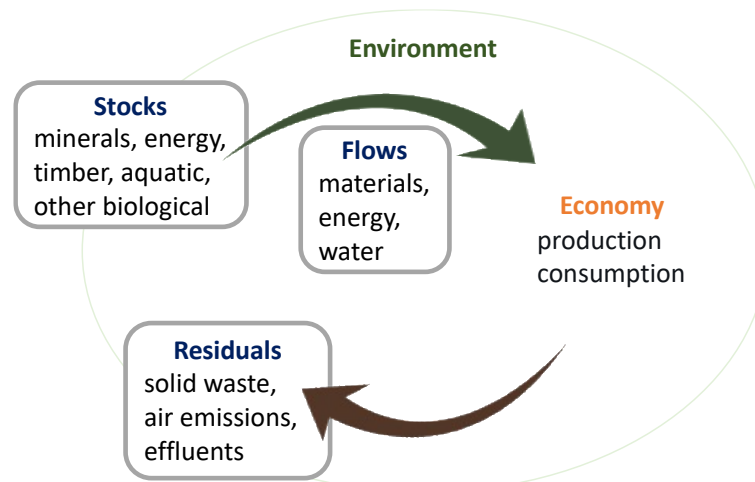 Environment
Stocks
minerals, energy,
timber, aquatic,
other biological
Flows
materials,
energy,
water
Economy
production
consumption
Residuals
solid waste,
air emissions,
effluents